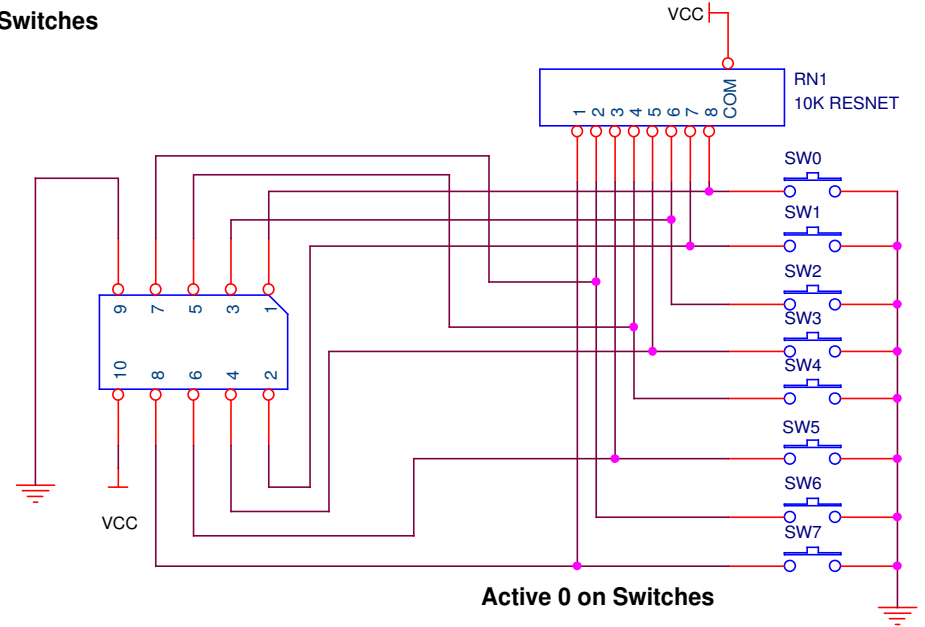 Switches
VCC
RN1
10K RESNET
1 2 3 4 5 6 7 8 COM
SW0
SW1
SW2
SW3
SW4
SW5
SW6
SW7
9 7 5 3 1
10 8 6 4 2
VCC
Active 0 on Switches